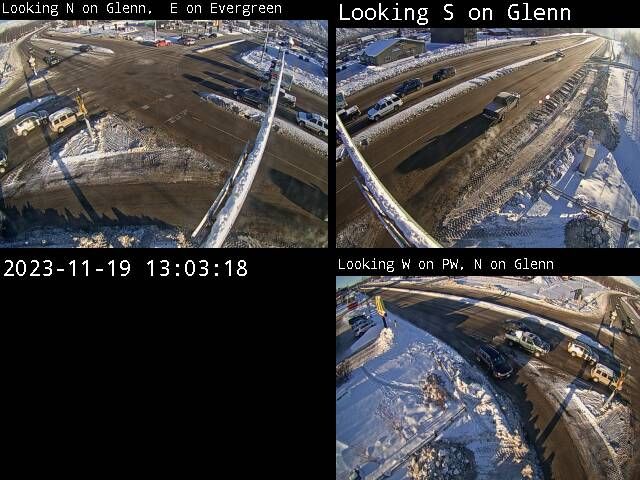 Looking N on Glenn,  E on Evergreen
Looking S on Glenn
2023-11-19 13:03:18
Looking W on PW, N on Glenn